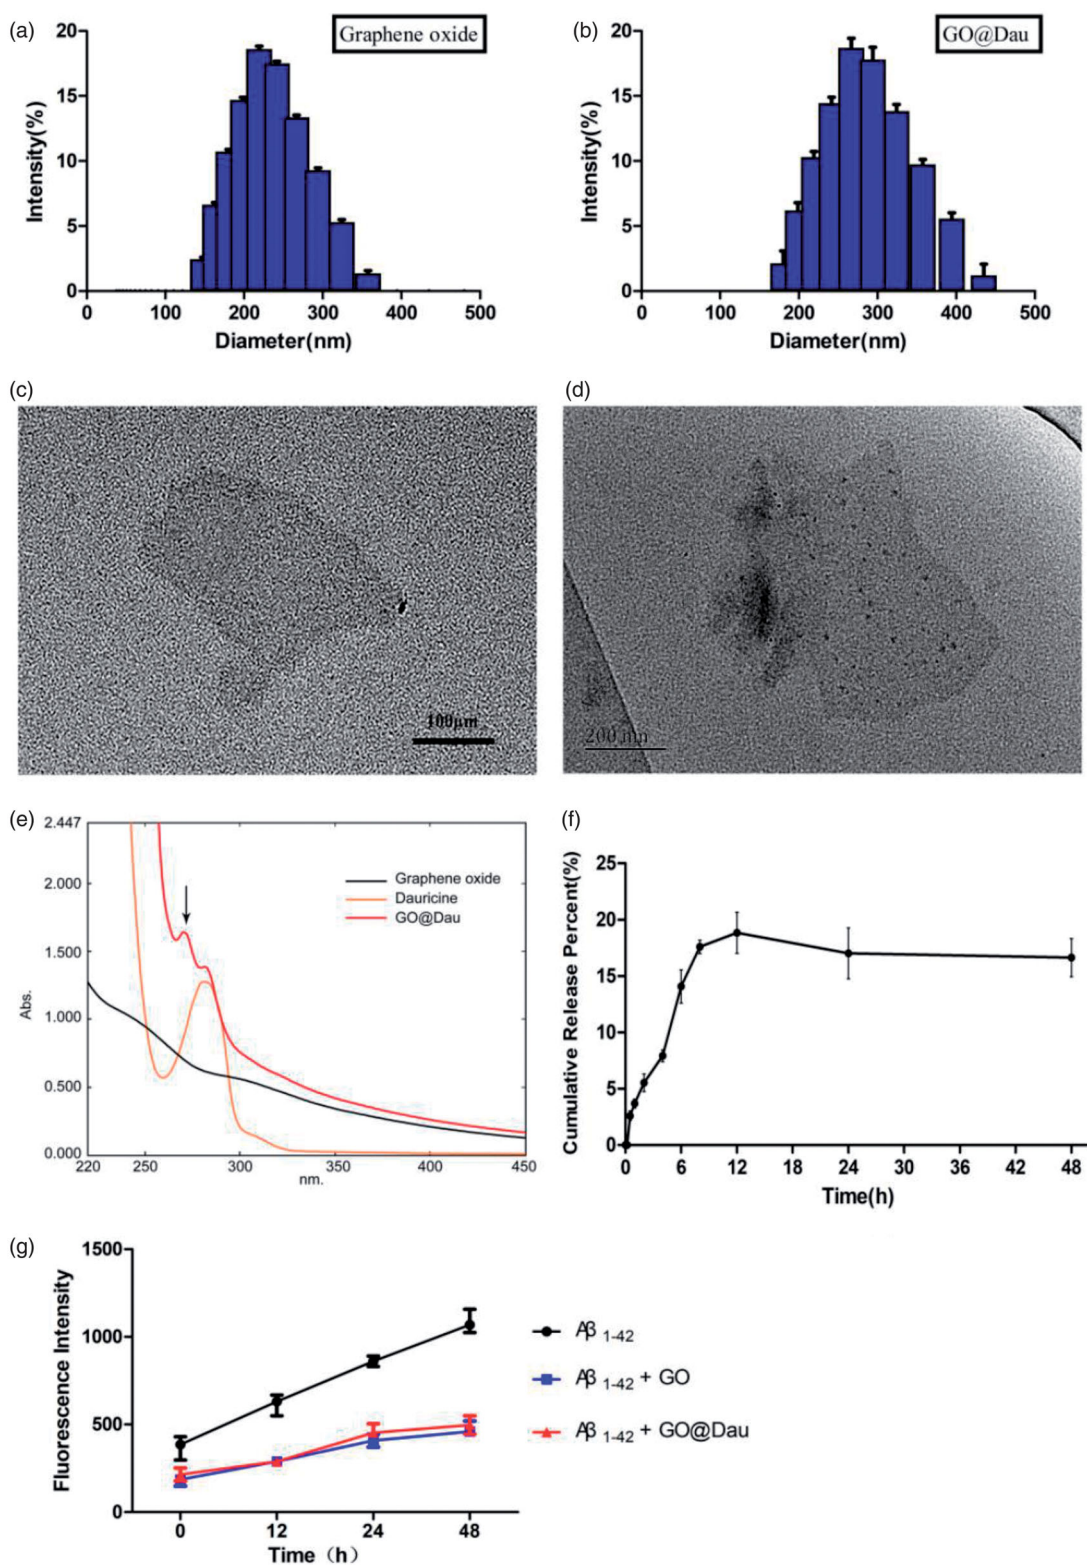 (a)
Graphene oxide
Intensity(%)
20
15
10
5
0
0 100 200 300 400 500
Diameter(nm)
(b)
GO@Dau
Intensity(%)
20
15
10
5
0
0 100 200 300 400 500
Diameter(nm)
(c)
100μm
(d)
200 nm
(e)
2.447
2.000
1.500
1.000
0.500
0.000
Abs.
220 250 300 350 400 450
nm.
Graphene oxide
Dauricine
GO@Dau
(f)
Cumulative Release Percent(%)
25
20
15
10
5
0
0 6 12 18 24 30 36 42 48
Time(h)
(g)
Fluorescence Intensity
1500
1000
500
0
0 12 24 48
Time (h)
Aβ 1-42
Aβ 1-42 + GO
Aβ 1-42 + GO@Dau